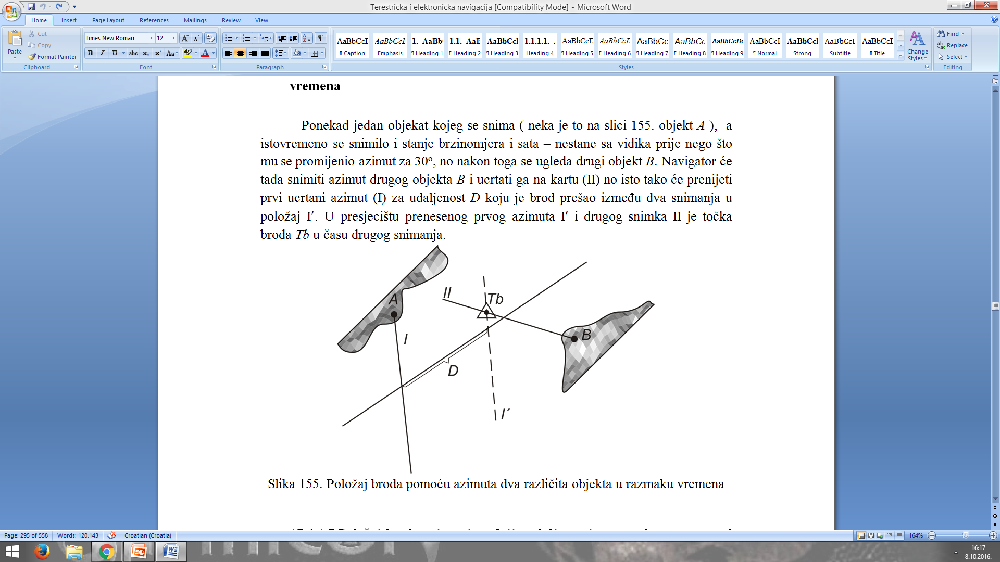 Terestricka i elektronicka navigacija [Compatibility Mode] - Microsoft Word
Home Insert Page Layout References Mailings Review View
Paste
Cut
Copy
Format Painter
Clipboard
Times New Roman 12
B I U abc x₂ x² Aa
Font
Paragraph
AaBbCcI AaBbCcL 1. AaBb 1.1. AaB AaBbCcI 1.1.1.1. A AaBbCcD AaBbCcL AaBbCc AaBbCc AaBbCcDc AaBbCcI AaBbCcI AaBbCcI AaBbCcI
¶ Caption Emphasis ¶ Heading 1 ¶ Heading 2 ¶ Heading 3 Heading 4 ¶ Heading 5 ¶ Heading 6 ¶ Heading 7 ¶ Heading 8 ¶ Heading 9 ¶ Normal Strong Subtitle ¶ Title
Change
Styles
Styles
Find
Replace
Select
Editing
vremena
Ponekad jedan objekat kojeg se snima ( neka je to na slici 155. objekt A ), a
istovremeno se snimilo i stanje brzinomjera i sata – nestane sa vidika prije nego što
mu se promijenio azimut za 30º, no nakon toga se ugleda drugi objekt B. Navigator će
tada snimiti azimut drugog objekta B i ucrtati ga na kartu (II) no isto tako će prenijeti
prvi ucrtani azimut (I) za udaljenost D koju je brod prešao između dva snimanja u
položaj I′. U presjecištu prenesenog prvog azimuta I′ i drugog snimka II je točka
broda Tb u času drugog snimanja.
II
Tb
A
B
I
D
I´
Slika 155. Položaj broda pomoću azimuta dva različita objekta u razmaku vremena
Page: 295 of 558 Words: 120.143 Croatian (Croatia) 164%
16:17
8.10.2016.